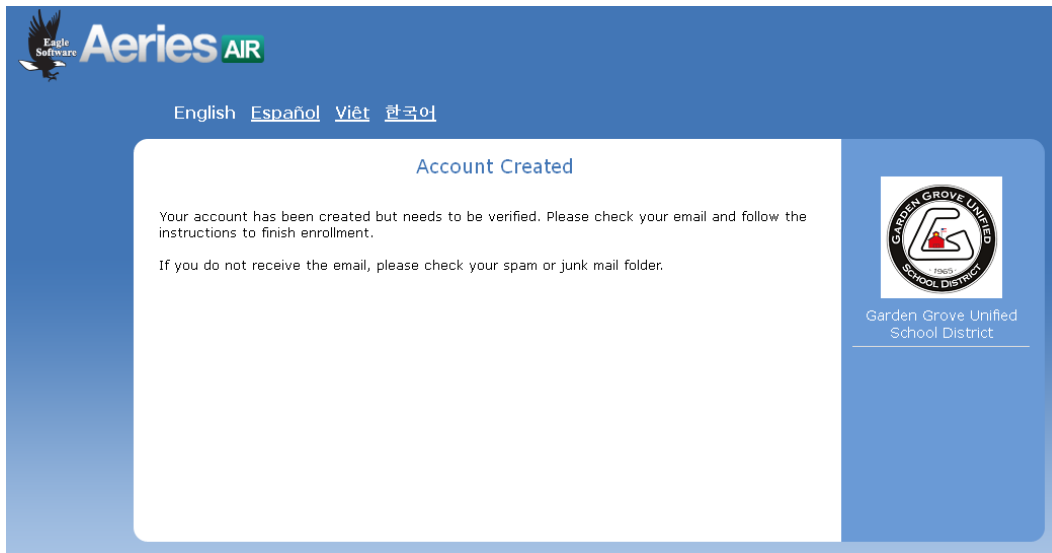 Eagle
Software
Aeries AIR
English Español Viêt 한국어
Account Created
Your account has been created but needs to be verified. Please check your email and follow the
instructions to finish enrollment.
If you do not receive the email, please check your spam or junk mail folder.
GARDEN GROVE UNIFIED
·1965·
SCHOOL DISTRICT
Garden Grove Unified
School District